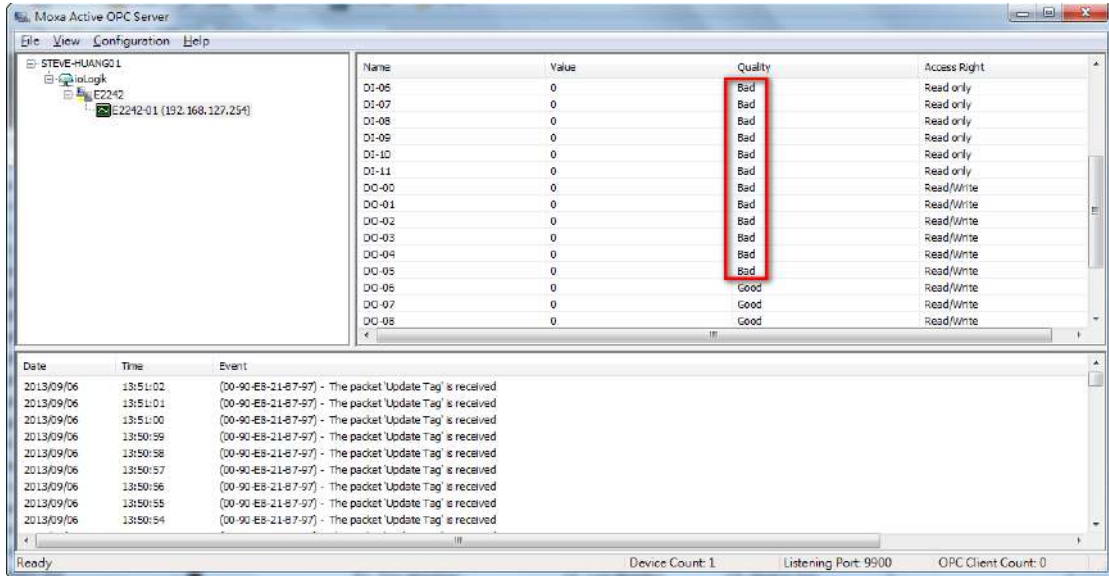 Moxa Active OPC Server
File View Configuration Help
STEVE-HUANG01
ioLogik
E2242
E2242-01 (192.168.127.254)
Name Value Quality Access Right
DI-06 0 Bad Read only
DI-07 0 Bad Read only
DI-08 0 Bad Read only
DI-09 0 Bad Read only
DI-10 0 Bad Read only
DI-11 0 Bad Read only
DO-00 0 Bad Read/Write
DO-01 0 Bad Read/Write
DO-02 0 Bad Read/Write
DO-03 0 Bad Read/Write
DO-04 0 Bad Read/Write
DO-05 0 Bad Read/Write
DO-06 0 Good Read/Write
DO-07 0 Good Read/Write
DO-08 0 Good Read/Write
Date Time Event
2013/09/06 13:51:02 (00-90-E8-21-B7-97) - The packet 'Update Tag' is received
2013/09/06 13:51:01 (00-90-E8-21-B7-97) - The packet 'Update Tag' is received
2013/09/06 13:51:00 (00-90-E8-21-B7-97) - The packet 'Update Tag' is received
2013/09/06 13:50:59 (00-90-E8-21-B7-97) - The packet 'Update Tag' is received
2013/09/06 13:50:58 (00-90-E8-21-B7-97) - The packet 'Update Tag' is received
2013/09/06 13:50:57 (00-90-E8-21-B7-97) - The packet 'Update Tag' is received
2013/09/06 13:50:56 (00-90-E8-21-B7-97) - The packet 'Update Tag' is received
2013/09/06 13:50:55 (00-90-E8-21-B7-97) - The packet 'Update Tag' is received
2013/09/06 13:50:54 (00-90-E8-21-B7-97) - The packet 'Update Tag' is received
Ready Device Count: 1 Listening Port: 9900 OPC Client Count: 0